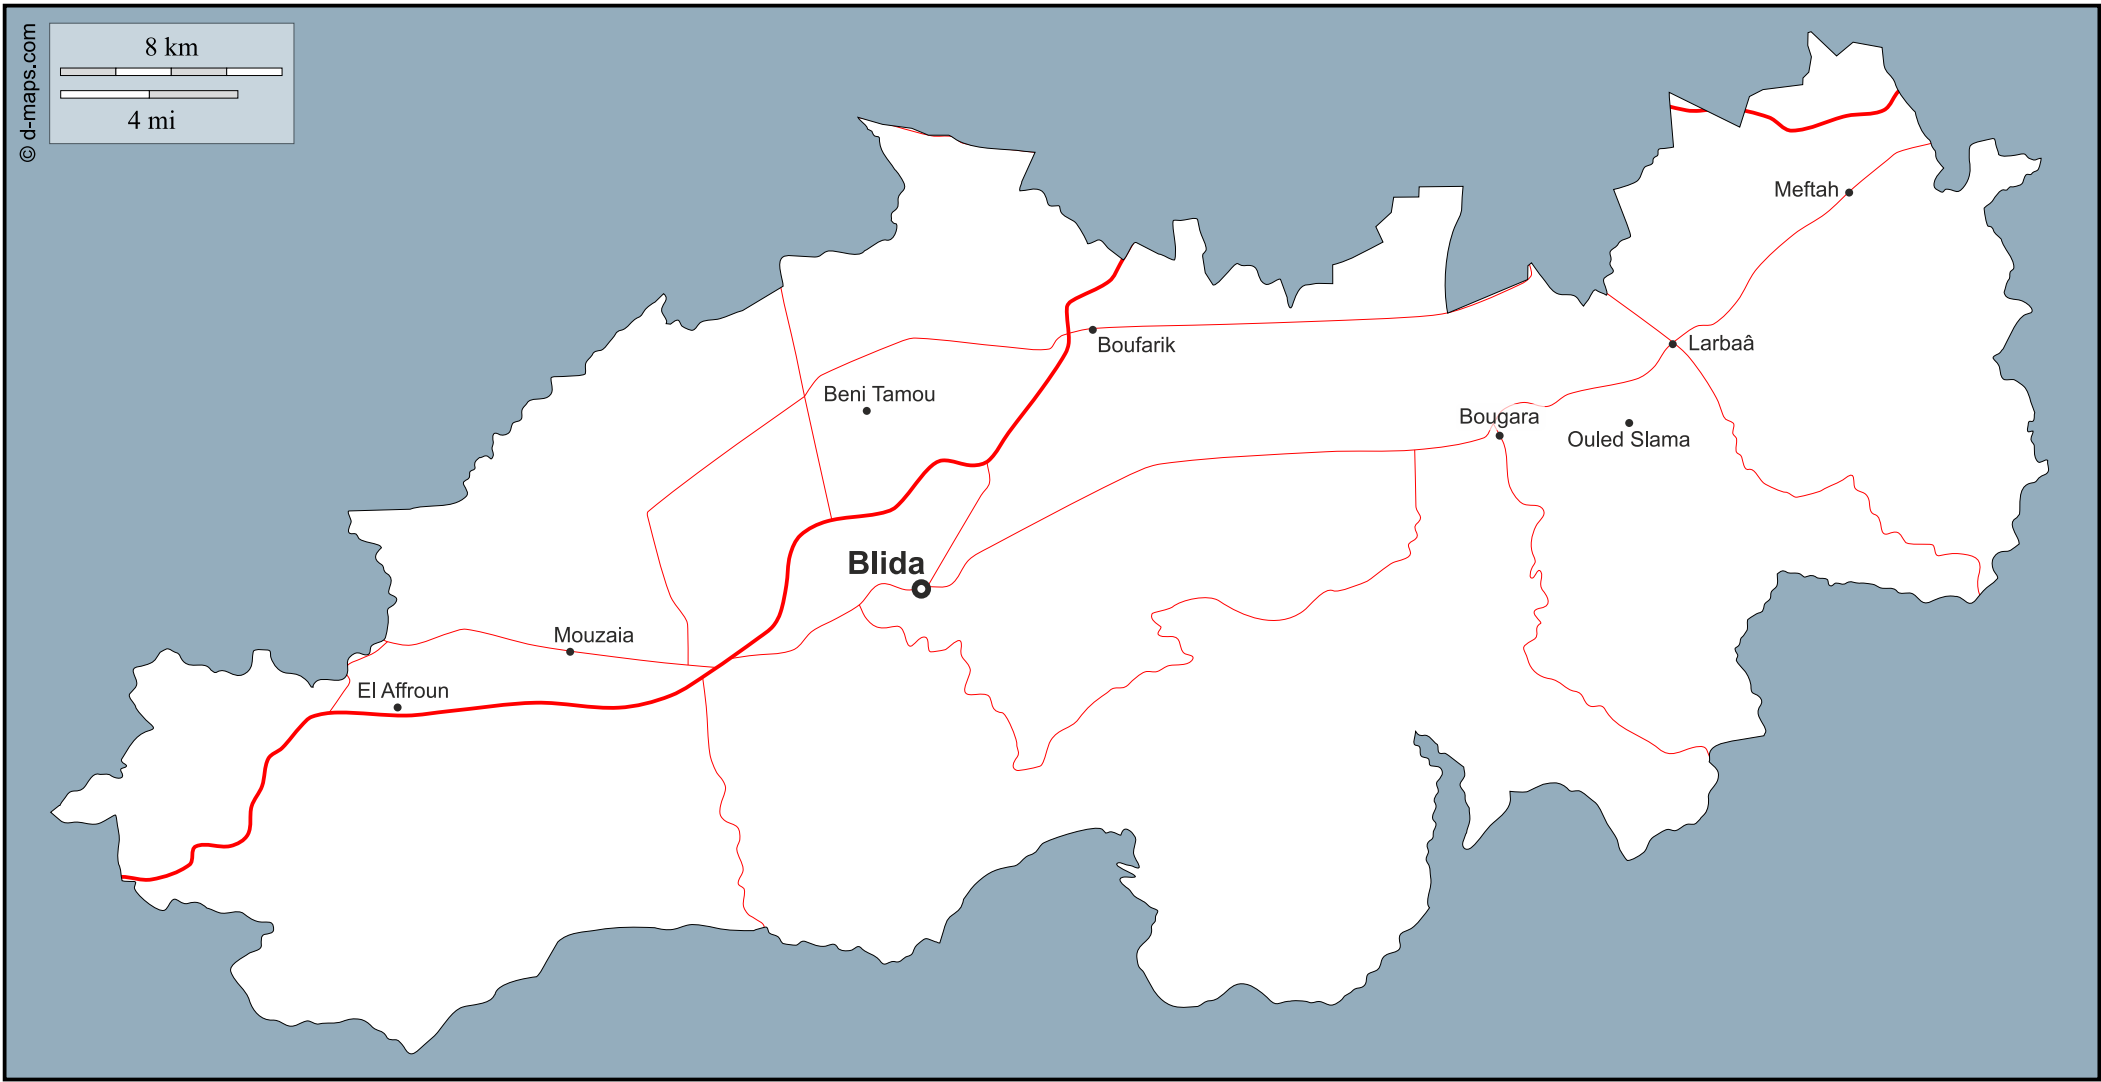 © d-maps.com
8 km
4 mi
Meftah
Boufarik
Larbaâ
Beni Tamou
Bougara
Ouled Slama
Blida
Mouzaia
El Affroun